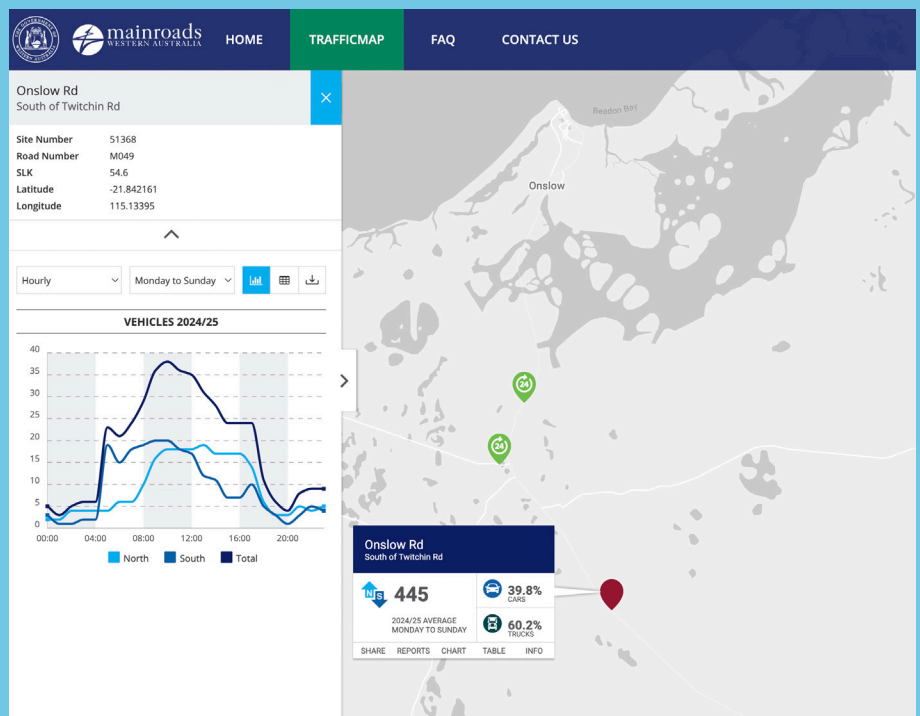 mainroads
WESTERN AUSTRALIA
HOME
TRAFFICMAP
FAQ
CONTACT US
Onslow Rd
South of Twitchin Rd
Site Number 51368
Road Number M049
SLK 54.6
Latitude -21.842161
Longitude 115.13395
Hourly
Monday to Sunday
VEHICLES 2024/25
40
35
30
25
20
15
10
5
0
00:00 04:00 08:00 12:00 16:00 20:00
North South Total
Beadon Bay
Onslow
24
24
Onslow Rd
South of Twitchin Rd
N S 445
2024/25 AVERAGE
MONDAY TO SUNDAY
39.8%
CARS
60.2%
TRUCKS
SHARE REPORTS CHART TABLE INFO